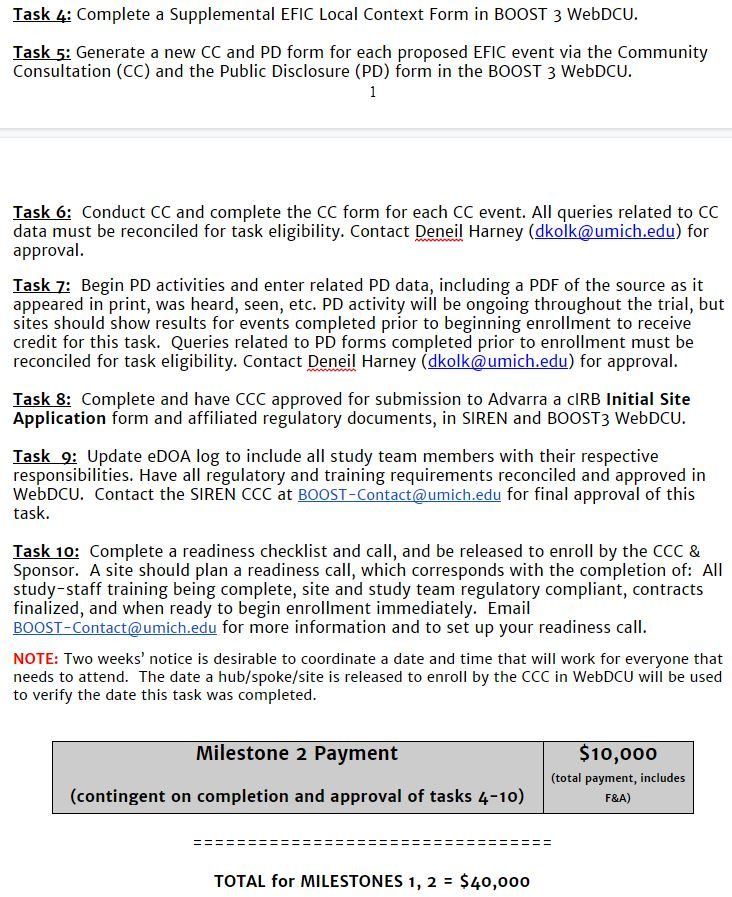 Task 4: Complete a Supplemental EFIC Local Context Form in BOOST 3 WebDCU.
Task 5: Generate a new CC and PD form for each proposed EFIC event via the Community
Consultation (CC) and the Public Disclosure (PD) form in the BOOST 3 WebDCU.
1
Task 6: Conduct CC and complete the CC form for each CC event. All queries related to CC
data must be reconciled for task eligibility. Contact Deneil Harney (dkolk@umich.edu) for
approval.
Task 7: Begin PD activities and enter related PD data, including a PDF of the source as it
appeared in print, was heard, seen, etc. PD activity will be ongoing throughout the trial, but
sites should show results for events completed prior to beginning enrollment to receive
credit for this task. Queries related to PD forms completed prior to enrollment must be
reconciled for task eligibility. Contact Deneil Harney (dkolk@umich.edu) for approval.
Task 8: Complete and have CCC approved for submission to Advarra a cIRB Initial Site
Application form and affiliated regulatory documents, in SIREN and BOOST3 WebDCU.
Task 9: Update eDOA log to include all study team members with their respective
responsibilities. Have all regulatory and training requirements reconciled and approved in
WebDCU. Contact the SIREN CCC at BOOST-Contact@umich.edu for final approval of this
task.
Task 10: Complete a readiness checklist and call, and be released to enroll by the CCC &
Sponsor. A site should plan a readiness call, which corresponds with the completion of: All
study-staff training being complete, site and study team regulatory compliant, contracts
finalized, and when ready to begin enrollment immediately. Email
BOOST-Contact@umich.edu for more information and to set up your readiness call.
NOTE: Two weeks’ notice is desirable to coordinate a date and time that will work for everyone that
needs to attend. The date a hub/spoke/site is released to enroll by the CCC in WebDCU will be used
to verify the date this task was completed.
Milestone 2 Payment
(contingent on completion and approval of tasks 4-10)
$10,000
(total payment, includes
F&A)
=================================
TOTAL for MILESTONES 1, 2 = $40,000